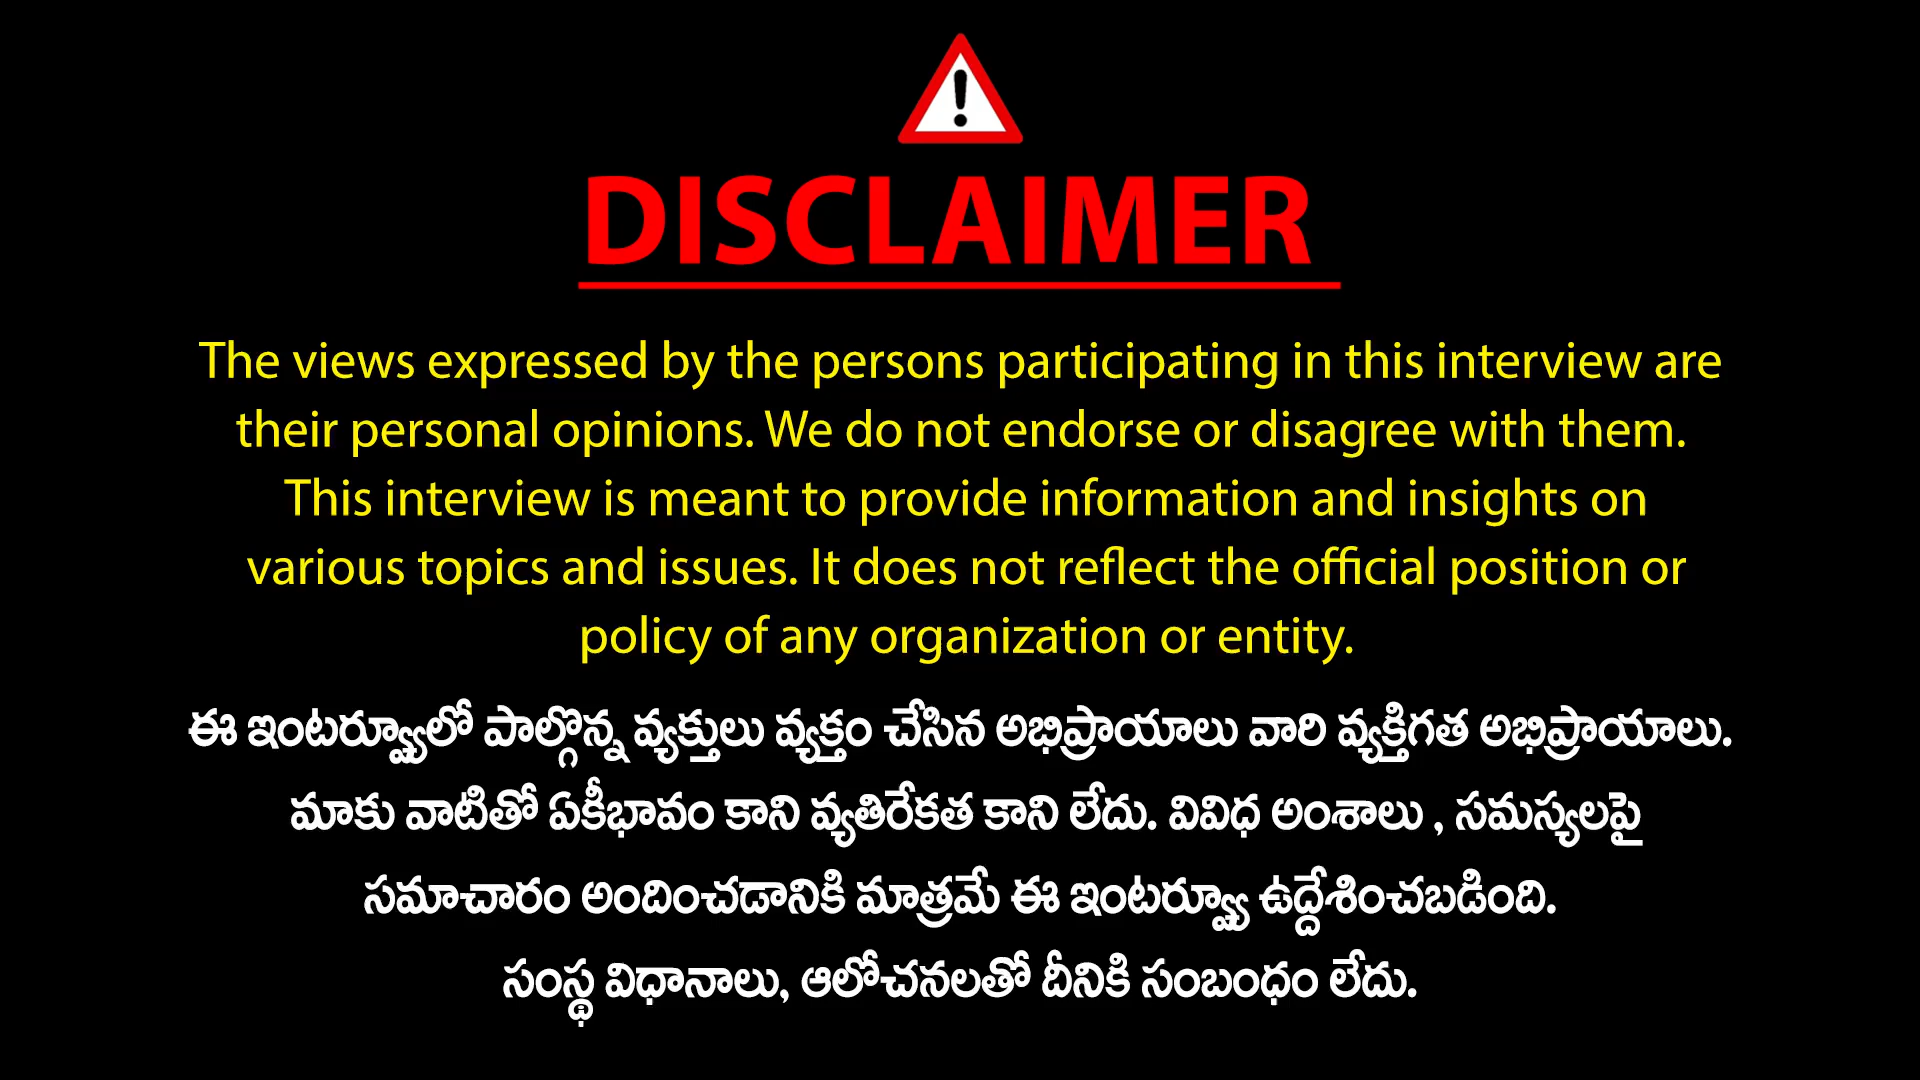 DISCLAIMER
The views expressed by the persons participating in this interview are
their personal opinions. We do not endorse or disagree with them.
This interview is meant to provide information and insights on
various topics and issues. It does not reflect the official position or
policy of any organization or entity.
ఈ ఇంటర్వ్యూలో పాల్గొన్న వ్యక్తులు వ్యక్తం చేసిన అభిప్రాయాలు వారి వ్యక్తిగత అభిప్రాయాలు.
మాకు వాటితో ఏకీభావం కాని వ్యతిరేకత కాని లేదు. వివిధ అంశాలు , సమస్యలపై
సమాచారం అందించడానికి మాత్రమే ఈ ఇంటర్వ్యూ ఉద్దేశించబడింది.
సంస్థ విధానాలు, ఆలోచనలతో దీనికి సంబంధం లేదు.